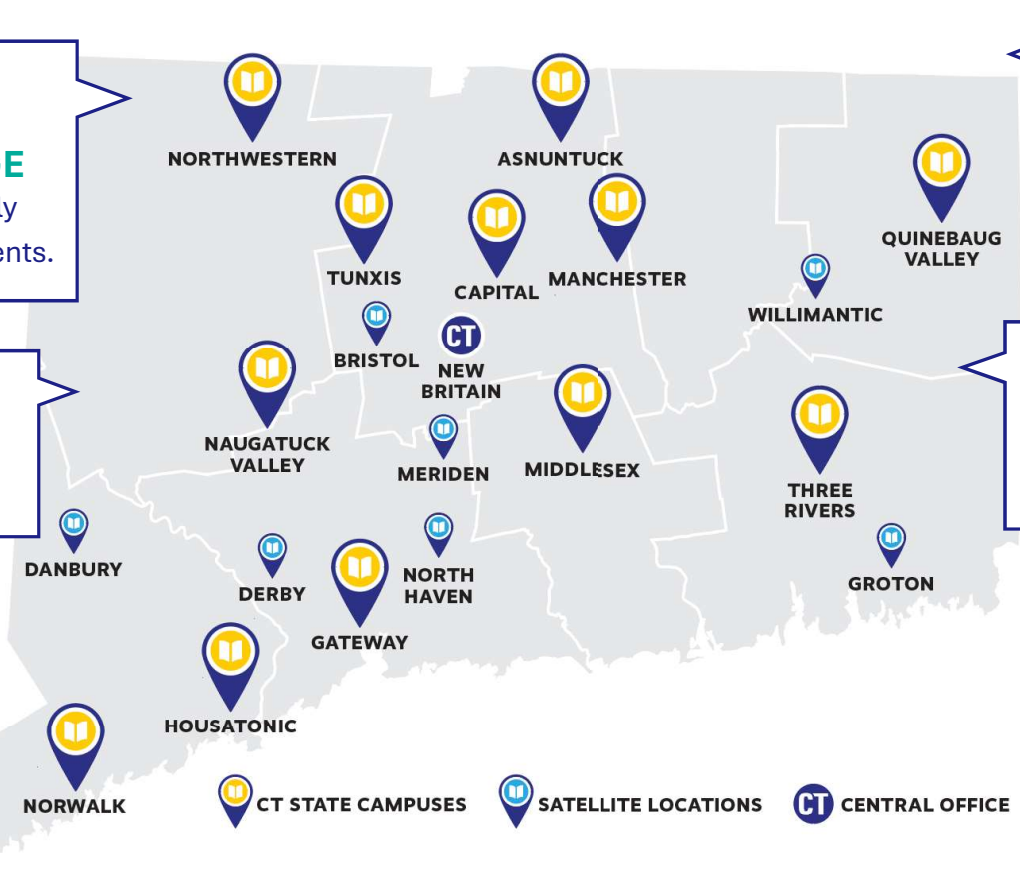 E
ly
ents.
NORTHWESTERN
ASNUNTUCK
QUINEBAUG
VALLEY
TUNXIS
CAPITAL
MANCHESTER
WILLIMANTIC
BRISTOL
CT
NEW
BRITAIN
NAUGATUCK
VALLEY
MERIDEN
MIDDLESEX
THREE
RIVERS
DANBURY
DERBY
NORTH
HAVEN
GROTON
GATEWAY
HOUSATONIC
NORWALK
CT STATE CAMPUSES
SATELLITE LOCATIONS
CT CENTRAL OFFICE